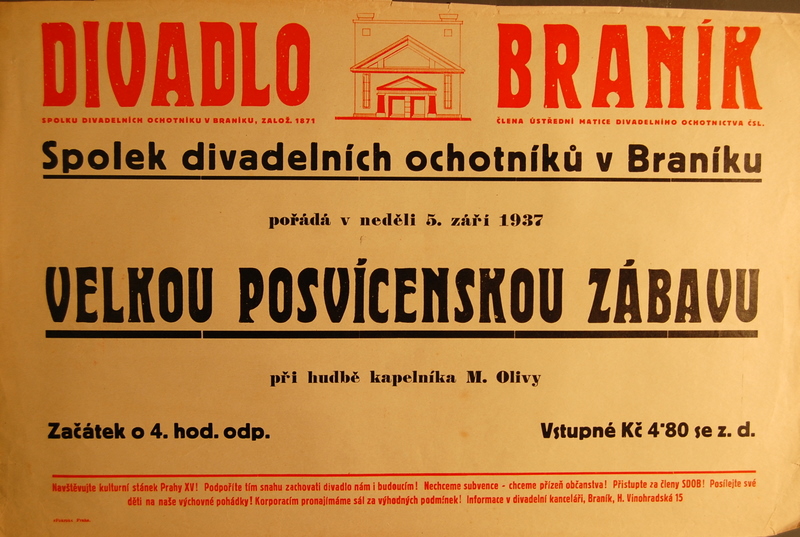 DIVADLO BRANÍK
SPOLKU DIVADELNÍCH OCHOTNÍKŮ V BRANÍKU, ZALOŽ. 1871
ČLENA ÚSTŘEDNÍ MATICE DIVADELNÍHO OCHOTNICTVA ČSL.
Spolek divadelních ochotníků v Braníku
pořádá v neděli 5. září 1937
VELKOU POSVÍCENSKOU ZÁBAVU
při hudbě kapelníka M. Olivy
Začátek o 4. hod. odp.
Vstupné Kč 4·80 se z. d.
Navštěvujte kulturní stánek Prahy XV! Podpoříte tím snahu zachovati divadlo nám i budoucím! Nechceme subvence - chceme přízeň občanstva! Přistupte za členy SDOB! Posílejte své
děti na naše výchovné pohádky! Korporacím pronajímáme sál za výhodných podmínek! Informace v divadelní kanceláři, Braník, H. Vinohradská 15